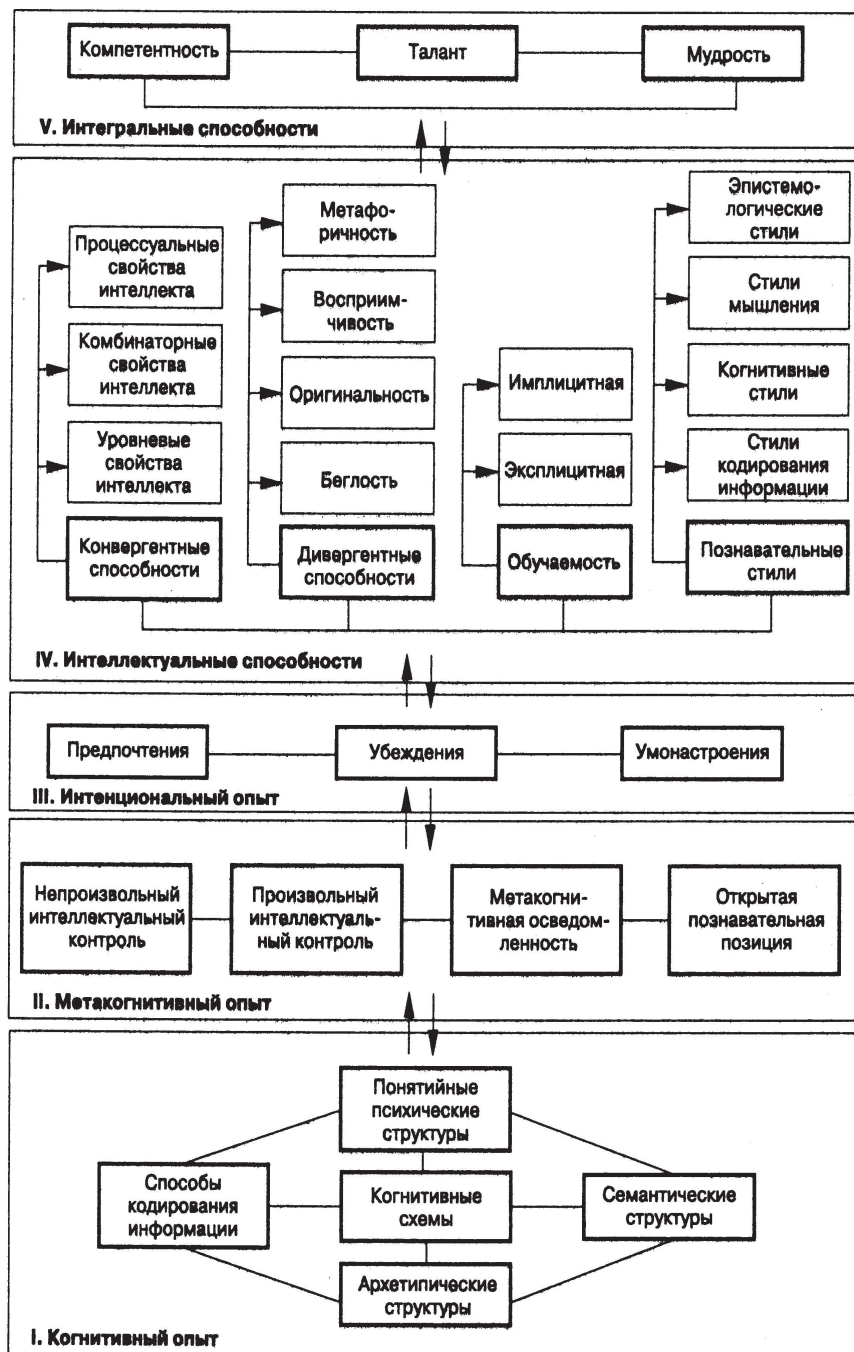 Компетентность
Талант
Мудрость
V. Интегральные способности
Процессуальные
свойства
интеллекта
Комбинаторные
свойства
интеллекта
Уровневые
свойства
интеллекта
Конвергентные
способности
Метафо-
ричность
Восприим-
чивость
Оригинальность
Беглость
Дивергентные
способности
Имплицитная
Эксплицитная
Обучаемость
Эпистемо-
логические
стили
Стили
мышления
Когнитивные
стили
Стили
кодирования
информации
Познавательные
стили
IV. Интеллектуальные способности
Предпочтения
Убеждения
Умонастроения
III. Интенциональный опыт
Непроизвольный
интеллектуальный
контроль
Произвольный
интеллектуаль-
ный контроль
Метакогни-
тивная осведом-
ленность
Открытая
познавательная
позиция
II. Метакогнитивный опыт
Понятийные
психические
структуры
Способы
кодирования
информации
Когнитивные
схемы
Семантические
структуры
Архетипические
структуры
I. Когнитивный опыт